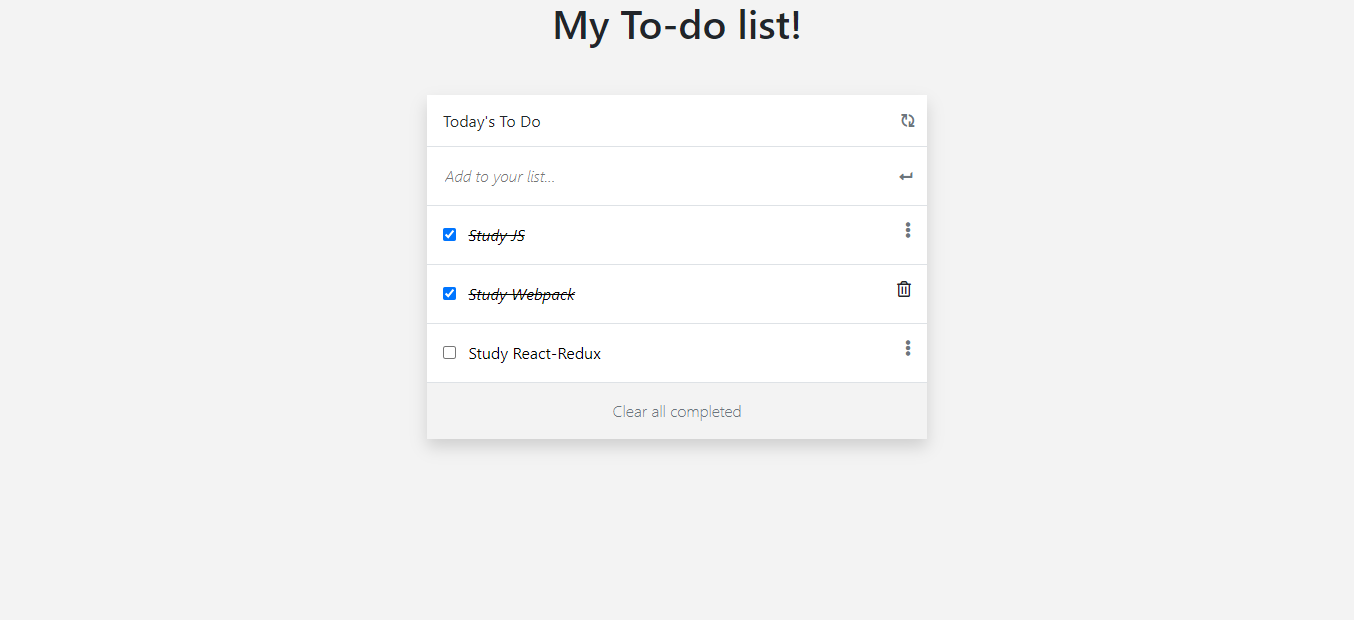 My To-do list!
Today's To Do
Add to your list...
Study JS
Study Webpack
Study React-Redux
Clear all completed